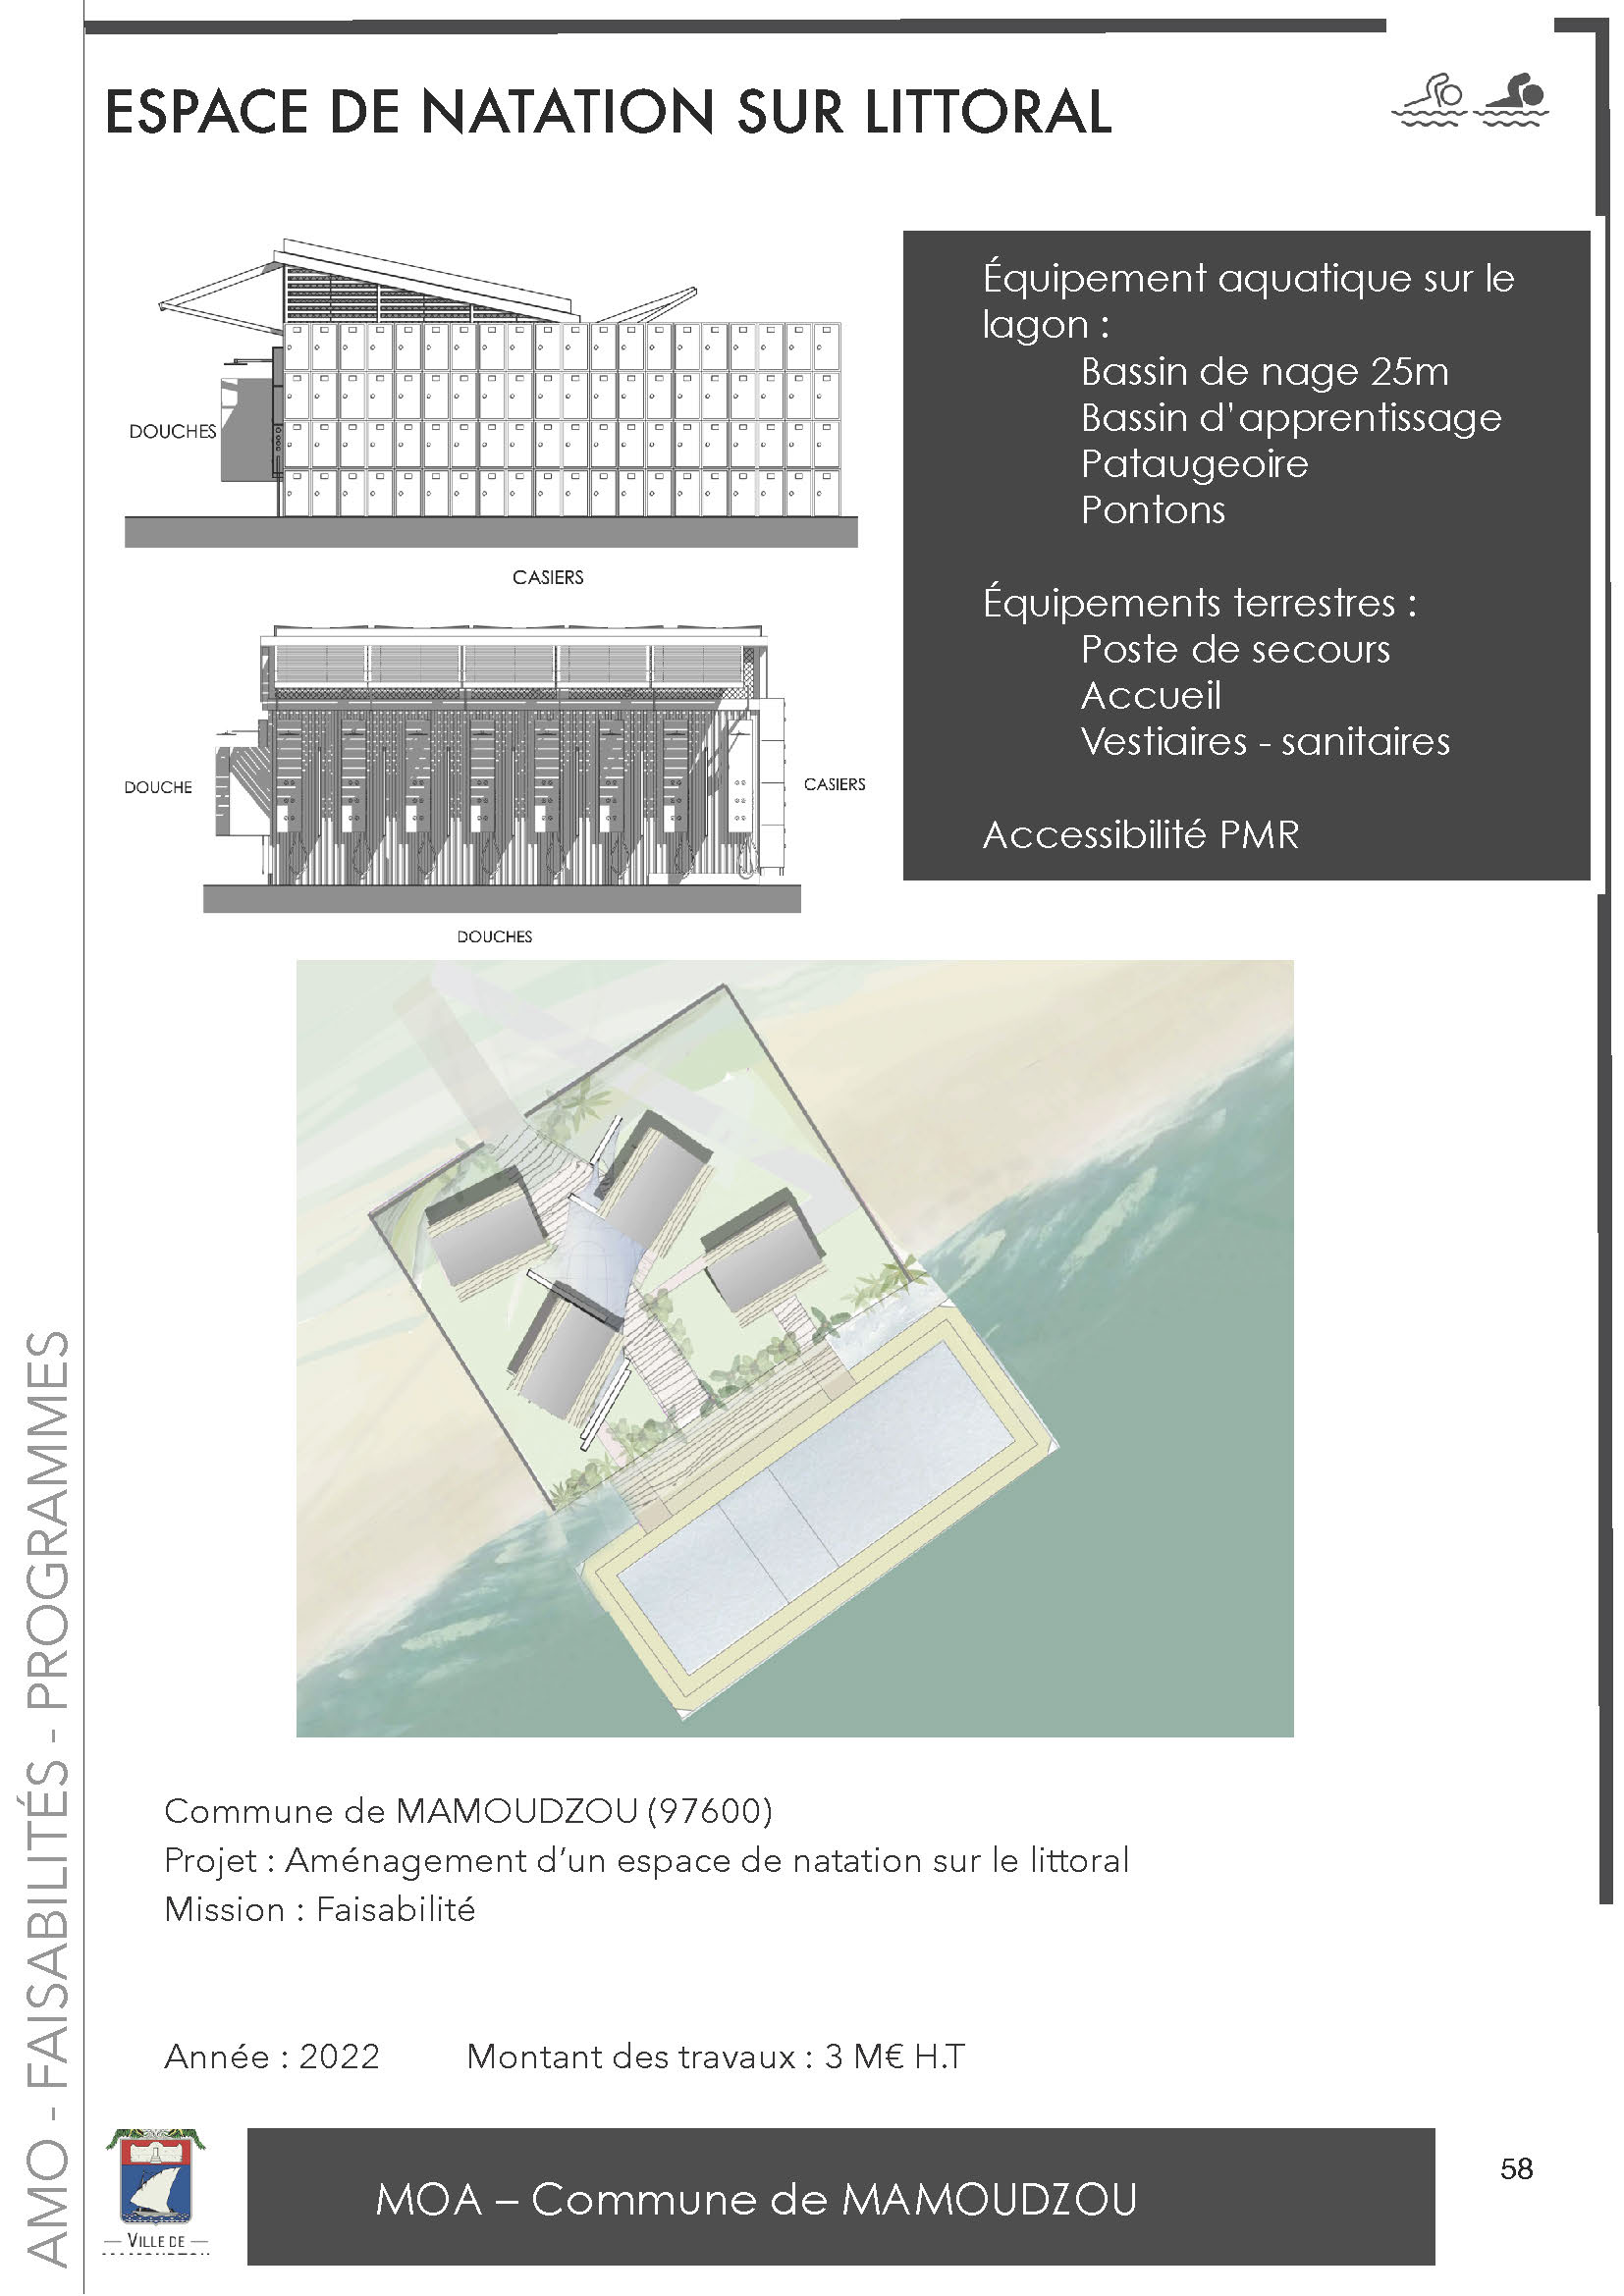 ESPACE DE NATATION SUR LITTORAL
DOUCHES
CASIERS
DOUCHE
CASIERS
DOUCHES
Équipement aquatique sur le
lagon :
Bassin de nage 25m
Bassin d'apprentissage
Pataugeoire
Pontons
Équipements terrestres :
Poste de secours
Accueil
Vestiaires - sanitaires
Accessibilité PMR
Commune de MAMOUDZOU (97600)
Projet : Aménagement d'un espace de natation sur le littoral
Mission : Faisabilité
Année : 2022 Montant des travaux : 3 M€ H.T
AMO - FAISABILITÉS - PROGRAMMES
VILLE DE
MOA – Commune de MAMOUDZOU
58